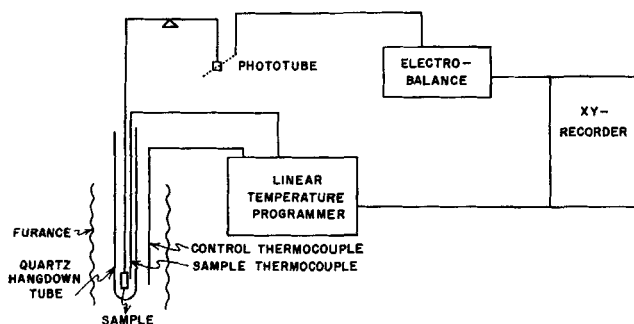 PHOTOTUBE
ELECTRO-
BALANCE
XY-
RECORDER
LINEAR
TEMPERATURE
PROGRAMMER
FURANCE
CONTROL THERMOCOUPLE
QUARTZ
HANGDOWN
TUBE
SAMPLE THERMOCOUPLE
SAMPLE